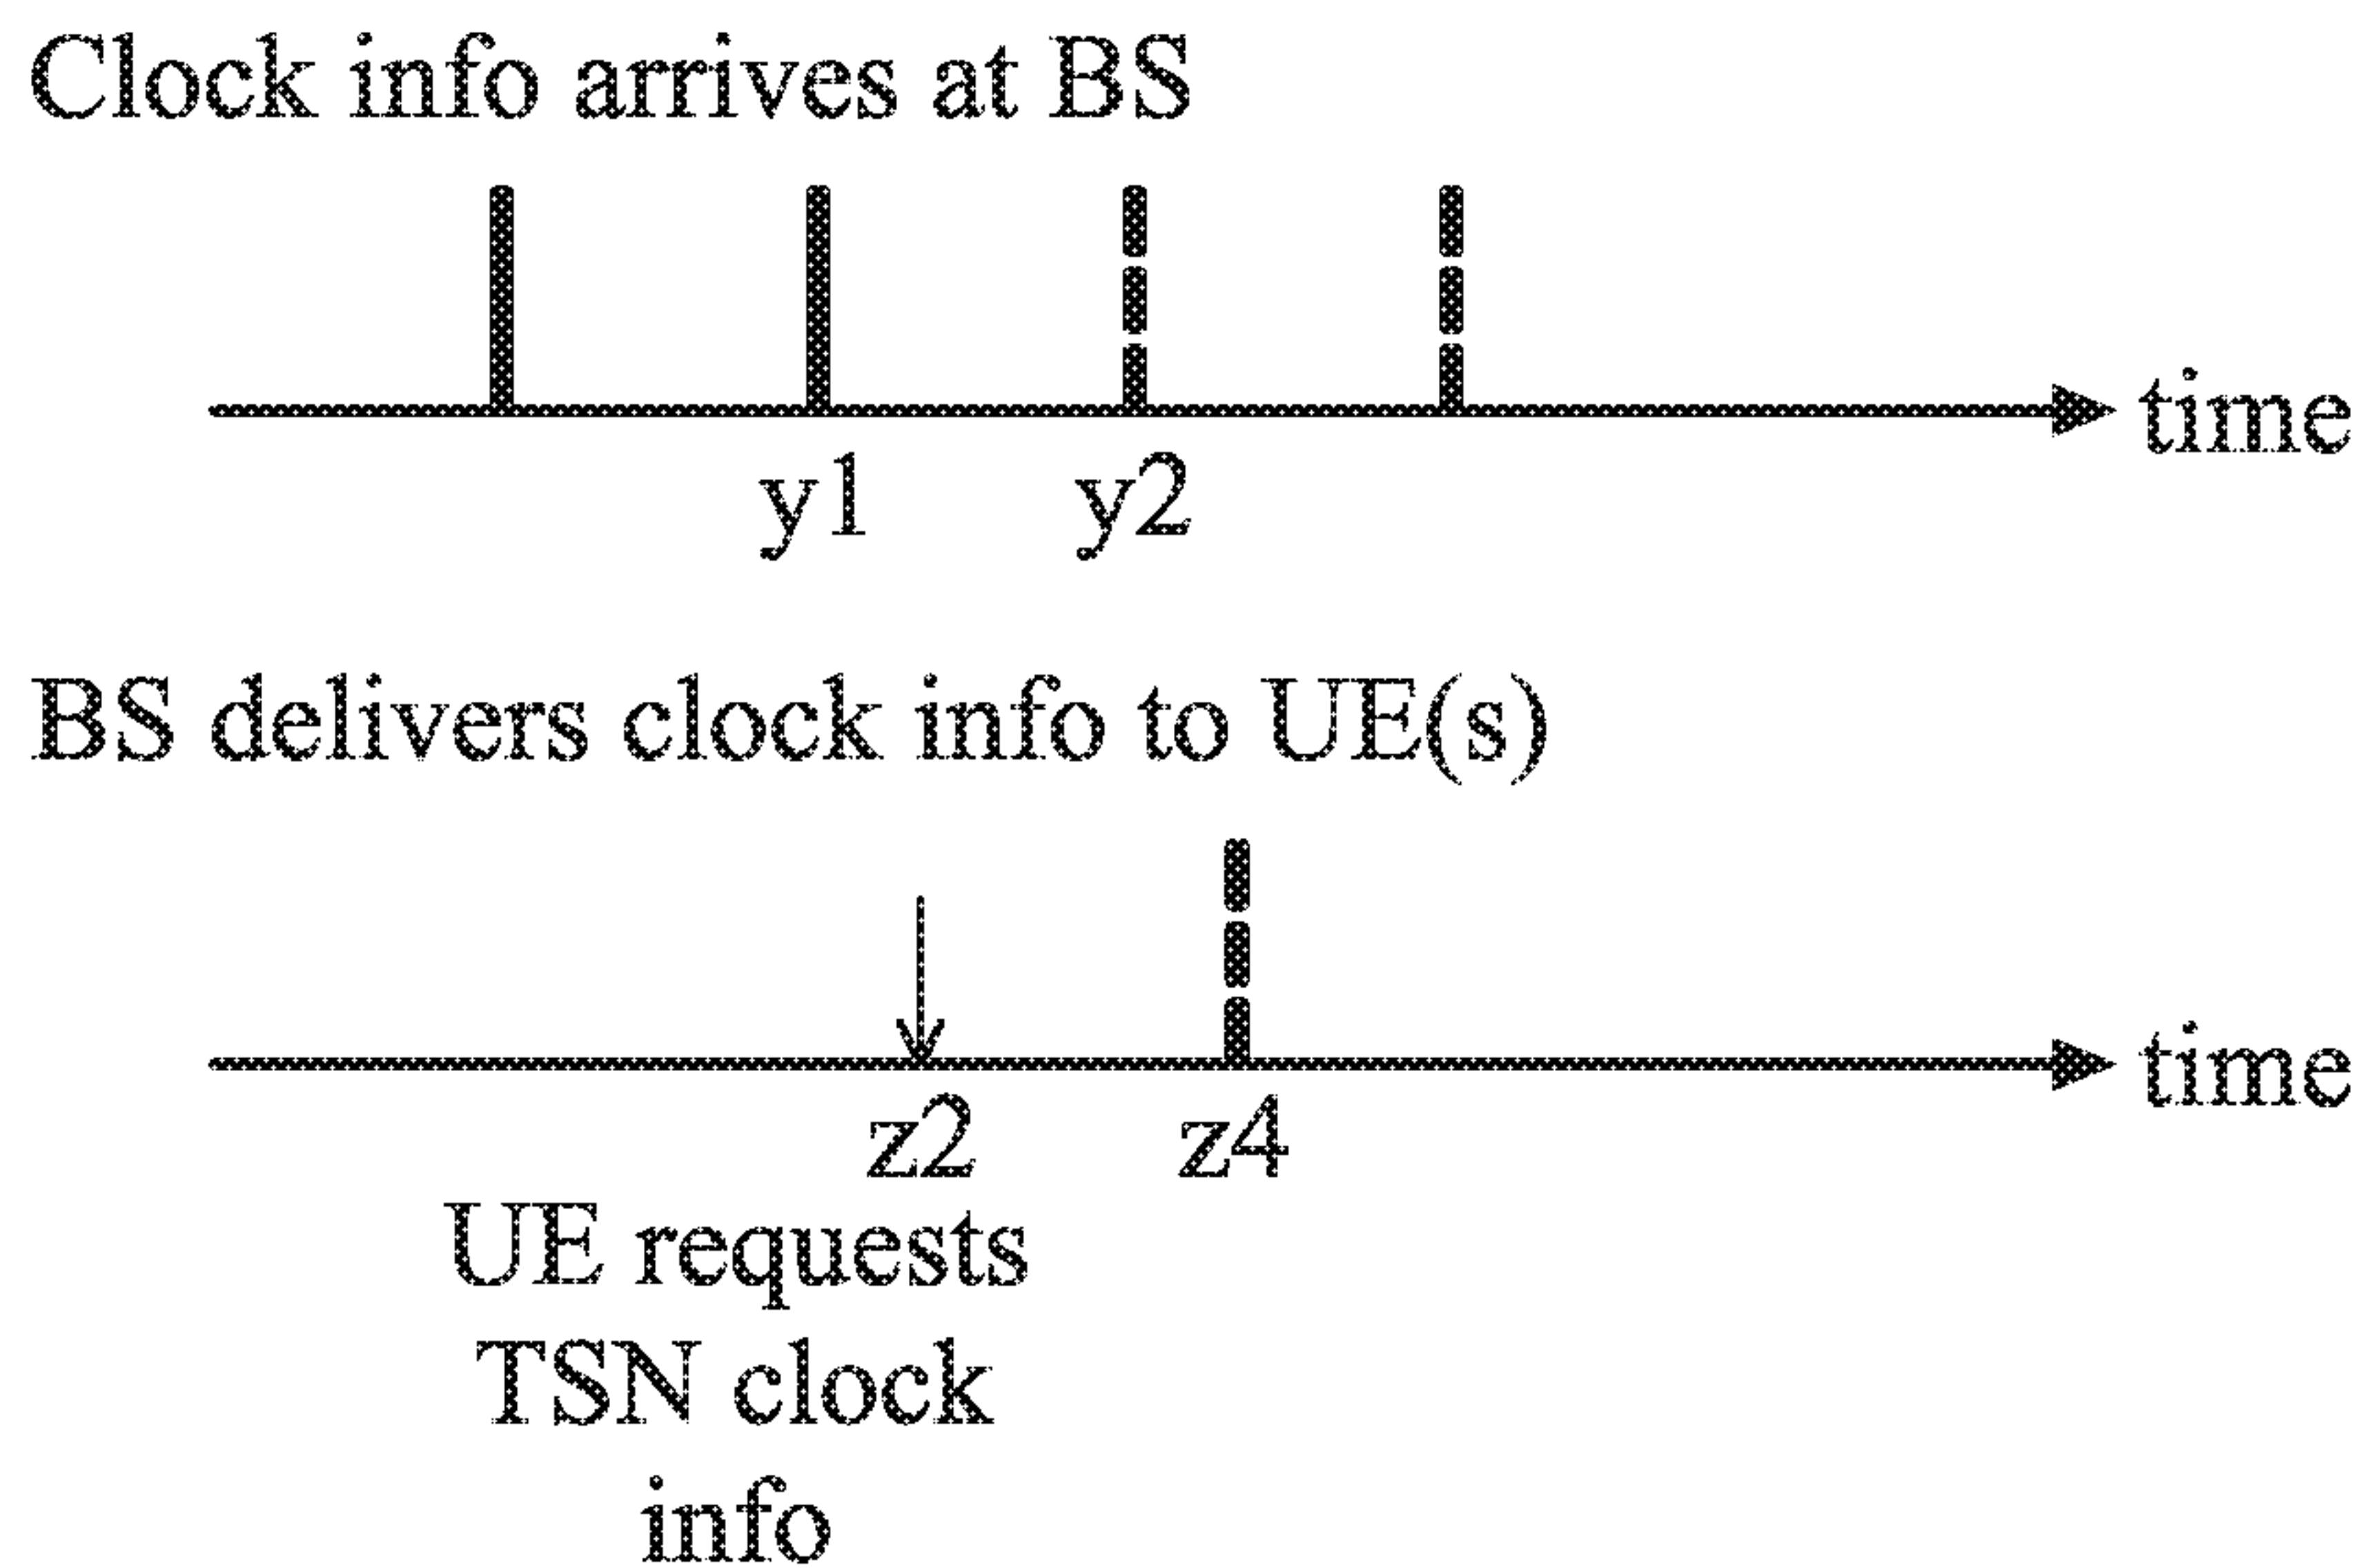 Clock info arrives at BS
time
y1 y2
BS delivers clock info to UE(s)
time
z2 z4
UE requests
TSN clock
info